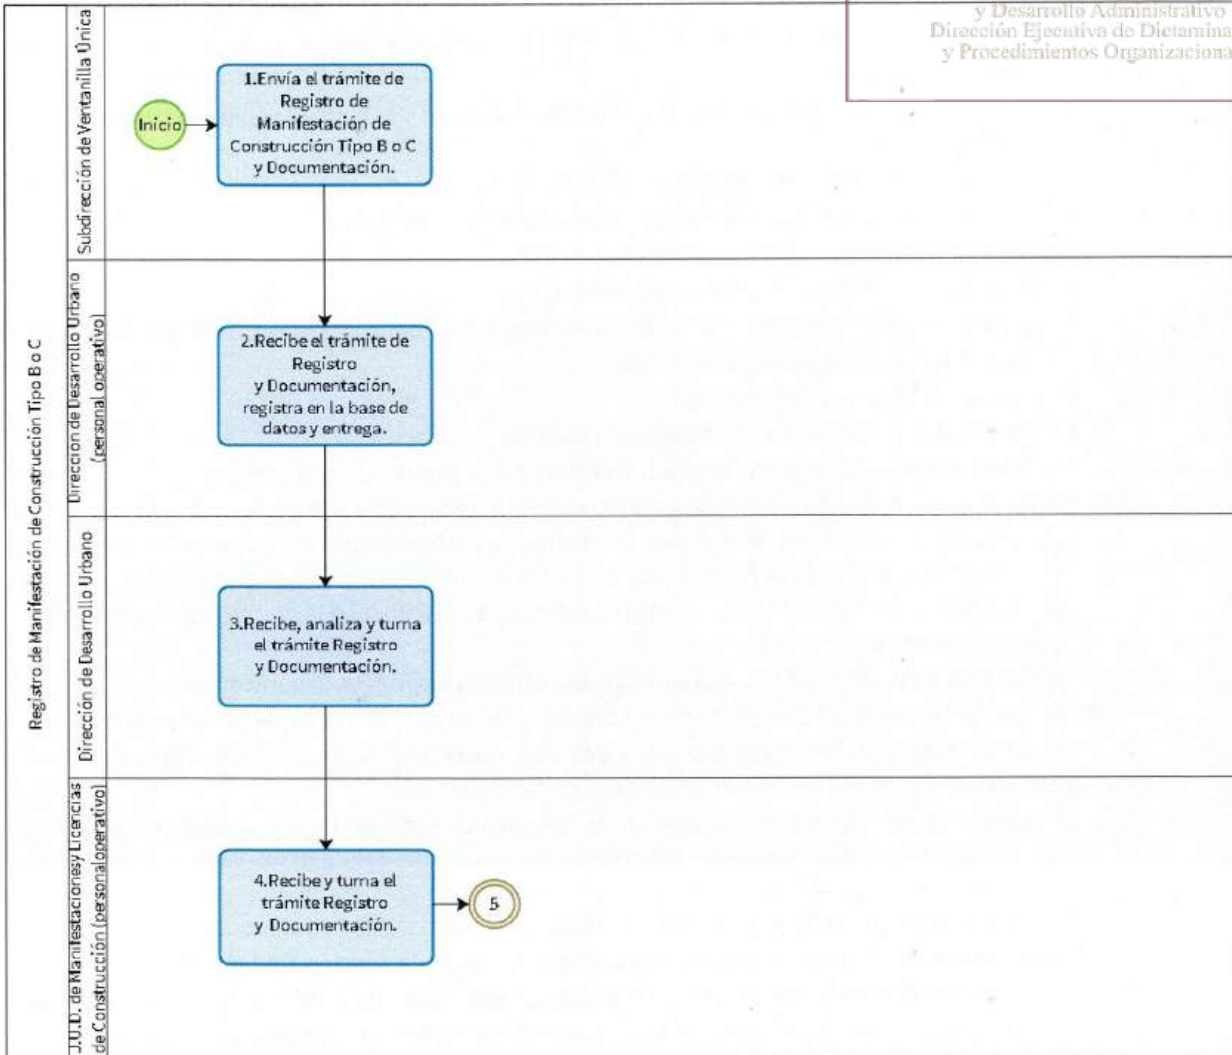 y Desarrollo Administrativo
Dirección Ejecutiva de Dictamina
y Procedimientos Organizaciona
Registro de Manifestación de Construcción Tipo B o C
Subdirección de Ventanilla Única
Inicio
1.Envía el trámite de
Registro de
Manifestación de
Construcción Tipo B o C
y Documentación.
Dirección de Desarrollo Urbano
(personal operativo)
2.Recibe el trámite de
Registro
y Documentación,
registra en la base de
datos y entrega.
Dirección de Desarrollo Urbano
3.Recibe, analiza y turna
el trámite Registro
y Documentación.
J.U.D. de Manifestaciones y Licencias
de Construcción (personal operativo)
4.Recibe y turna el
trámite Registro
y Documentación.
5